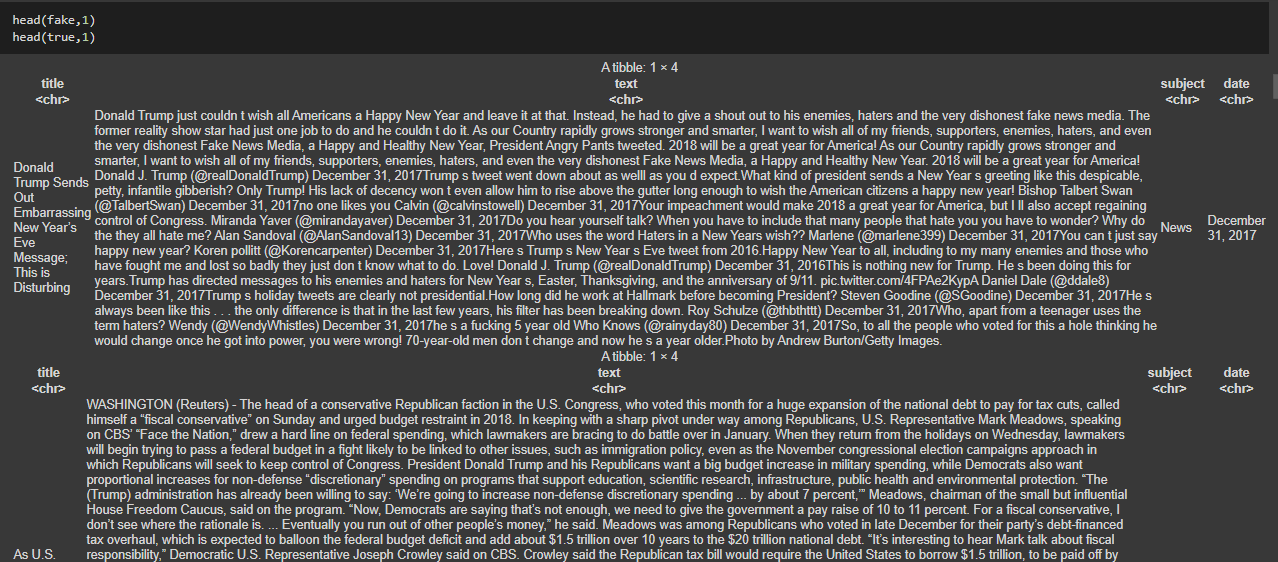 head(fake,1)
head(true,1)
A tibble: 1 × 4
title text subject date
<chr> <chr> <chr> <chr>
Donald
Trump Sends
Out
Embarrassing
New Year's
Eve
Message;
This is
Disturbing
Donald Trump just couldn t wish all Americans a Happy New Year and leave it at that. Instead, he had to give a shout out to his enemies, haters and the very dishonest fake news media. The
former reality show star had just one job to do and he couldn t do it. As our Country rapidly grows stronger and smarter, I want to wish all of my friends, supporters, enemies, haters, and even
the very dishonest Fake News Media, a Happy and Healthy New Year, President Angry Pants tweeted. 2018 will be a great year for America! As our Country rapidly grows stronger and
smarter, I want to wish all of my friends, supporters, enemies, haters, and even the very dishonest Fake News Media, a Happy and Healthy New Year. 2018 will be a great year for America!
Donald J. Trump (@realDonaldTrump) December 31, 2017Trump s tweet went down about as welll as you d expect.What kind of president sends a New Year s greeting like this despicable,
petty, infantile gibberish? Only Trump! His lack of decency won t even allow him to rise above the gutter long enough to wish the American citizens a happy new year! Bishop Talbert Swan
(@TalbertSwan) December 31, 2017no one likes you Calvin (@calvinstowell) December 31, 2017Your impeachment would make 2018 a great year for America, but I ll also accept regaining
control of Congress. Miranda Yaver (@mirandayaver) December 31, 2017Do you hear yourself talk? When you have to include that many people that hate you you have to wonder? Why do
the they all hate me? Alan Sandoval (@AlanSandoval13) December 31, 2017Who uses the word Haters in a New Years wish?? Marlene (@marlene399) December 31, 2017You can t just say
happy new year? Koren pollitt (@Korencarpenter) December 31, 2017Here s Trump s New Year s Eve tweet from 2016.Happy New Year to all, including to my many enemies and those who
have fought me and lost so badly they just don t know what to do. Love! Donald J. Trump (@realDonaldTrump) December 31, 2016This is nothing new for Trump. He s been doing this for
years.Trump has directed messages to his enemies and haters for New Year s, Easter, Thanksgiving, and the anniversary of 9/11. pic.twitter.com/4FPAe2KypA Daniel Dale (@ddale8)
December 31, 2017Trump s holiday tweets are clearly not presidential.How long did he work at Hallmark before becoming President? Steven Goodine (@SGoodine) December 31, 2017He s
always been like this . . . the only difference is that in the last few years, his filter has been breaking down. Roy Schulze (@thbthttt) December 31, 2017Who, apart from a teenager uses the
term haters? Wendy (@WendyWhistles) December 31, 2017he s a fucking 5 year old Who Knows (@rainyday80) December 31, 2017So, to all the people who voted for this a hole thinking he
would change once he got into power, you were wrong! 70-year-old men don t change and now he s a year older.Photo by Andrew Burton/Getty Images.
News
December
31, 2017
A tibble: 1 × 4
title text subject date
<chr> <chr> <chr> <chr>
WASHINGTON (Reuters) - The head of a conservative Republican faction in the U.S. Congress, who voted this month for a huge expansion of the national debt to pay for tax cuts, called
himself a “fiscal conservative” on Sunday and urged budget restraint in 2018. In keeping with a sharp pivot under way among Republicans, U.S. Representative Mark Meadows, speaking
on CBS’ “Face the Nation,” drew a hard line on federal spending, which lawmakers are bracing to do battle over in January. When they return from the holidays on Wednesday, lawmakers
will begin trying to pass a federal budget in a fight likely to be linked to other issues, such as immigration policy, even as the November congressional election campaigns approach in
which Republicans will seek to keep control of Congress. President Donald Trump and his Republicans want a big budget increase in military spending, while Democrats also want
proportional increases for non-defense “discretionary” spending on programs that support education, scientific research, infrastructure, public health and environmental protection. “The
(Trump) administration has already been willing to say: ‘We’re going to increase non-defense discretionary spending ... by about 7 percent,’” Meadows, chairman of the small but influential
House Freedom Caucus, said on the program. “Now, Democrats are saying that’s not enough, we need to give the government a pay raise of 10 to 11 percent. For a fiscal conservative, I
don’t see where the rationale is. ... Eventually you run out of other people’s money,” he said. Meadows was among Republicans who voted in late December for their party’s debt-financed
tax overhaul, which is expected to balloon the federal budget deficit and add about $1.5 trillion over 10 years to the $20 trillion national debt. “It’s interesting to hear Mark talk about fiscal
As U.S. responsibility,” Democratic U.S. Representative Joseph Crowley said on CBS. Crowley said the Republican tax bill would require the United States to borrow $1.5 trillion, to be paid off by